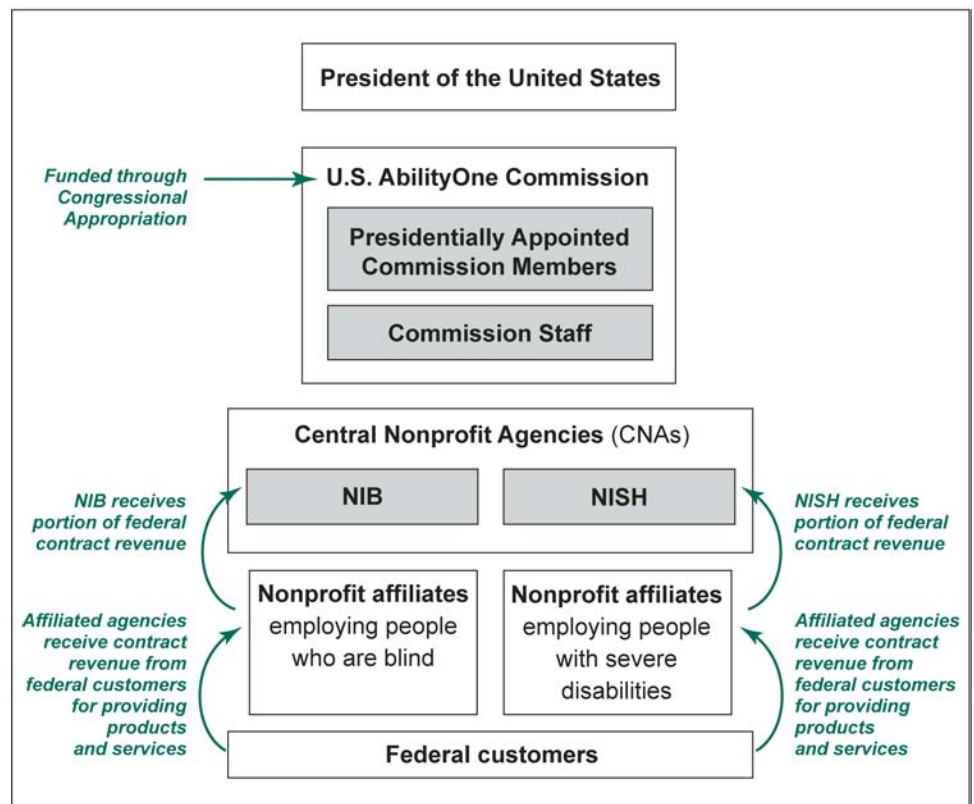 President of the United States
Funded through
Congressional
Appropriation
U.S. AbilityOne Commission
Presidentially Appointed
Commission Members
Commission Staff
Central Nonprofit Agencies (CNAs)
NIB
NISH
NIB receives
portion of federal
contract revenue
NISH receives
portion of federal
contract revenue
Nonprofit affiliates
employing people
who are blind
Nonprofit affiliates
employing people
with severe
disabilities
Affiliated agencies
receive contract
revenue from
federal customers
for providing
products
and services
Affiliated agencies
receive contract
revenue from
federal customers
for providing
products
and services
Federal customers